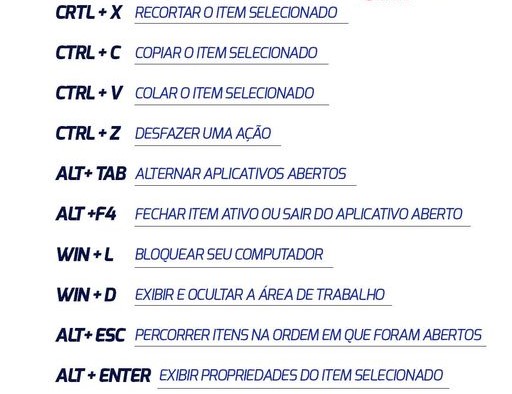 CRTL + X RECORTAR O ITEM SELECIONADO
CTRL + C COPIAR O ITEM SELECIONADO
CTRL + V COLAR O ITEM SELECIONADO
CTRL + Z DESFAZER UMA AÇÃO
ALT+ TAB ALTERNAR APLICATIVOS ABERTOS
ALT +F4 FECHAR ITEM ATIVO OU SAIR DO APLICATIVO ABERTO
WIN + L BLOQUEAR SEU COMPUTADOR
WIN + D EXIBIR E OCULTAR A ÁREA DE TRABALHO
ALT+ ESC PERCORRER ITENS NA ORDEM EM QUE FORAM ABERTOS
ALT + ENTER EXIBIR PROPRIEDADES DO ITEM SELECIONADO